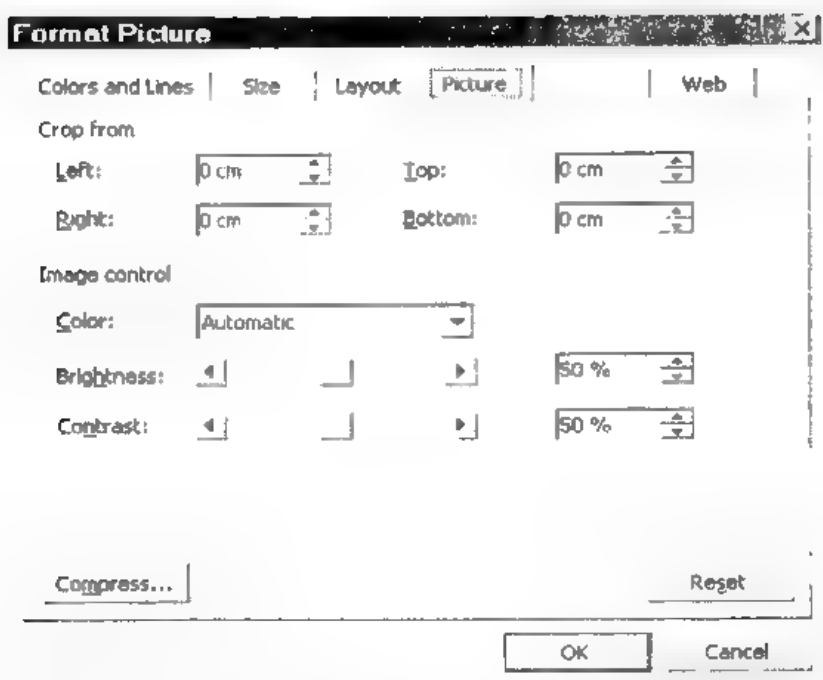 Format Picture
Colors and Lines Size Layout Picture Web
Crop from
Left: 0 cm Top: 0 cm
Right: 0 cm Bottom: 0 cm
Image control
Color: Automatic
Brightness: 50 %
Contrast: 50 %
Compress... Reset
OK Cancel